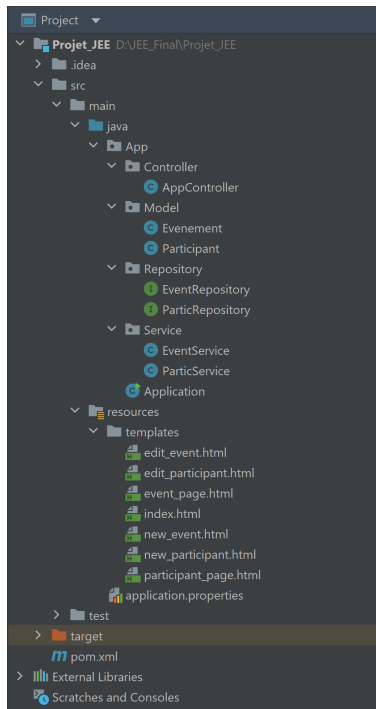 Project
Projet_JEE D:\JEE_Final\Projet_JEE
.idea
src
main
java
App
Controller
AppController
Model
Evenement
Participant
Repository
EventRepository
ParticRepository
Service
EventService
ParticService
Application
resources
templates
edit_event.html
edit_participant.html
event_page.html
index.html
new_event.html
new_participant.html
participant_page.html
application.properties
test
target
pom.xml
External Libraries
Scratches and Consoles